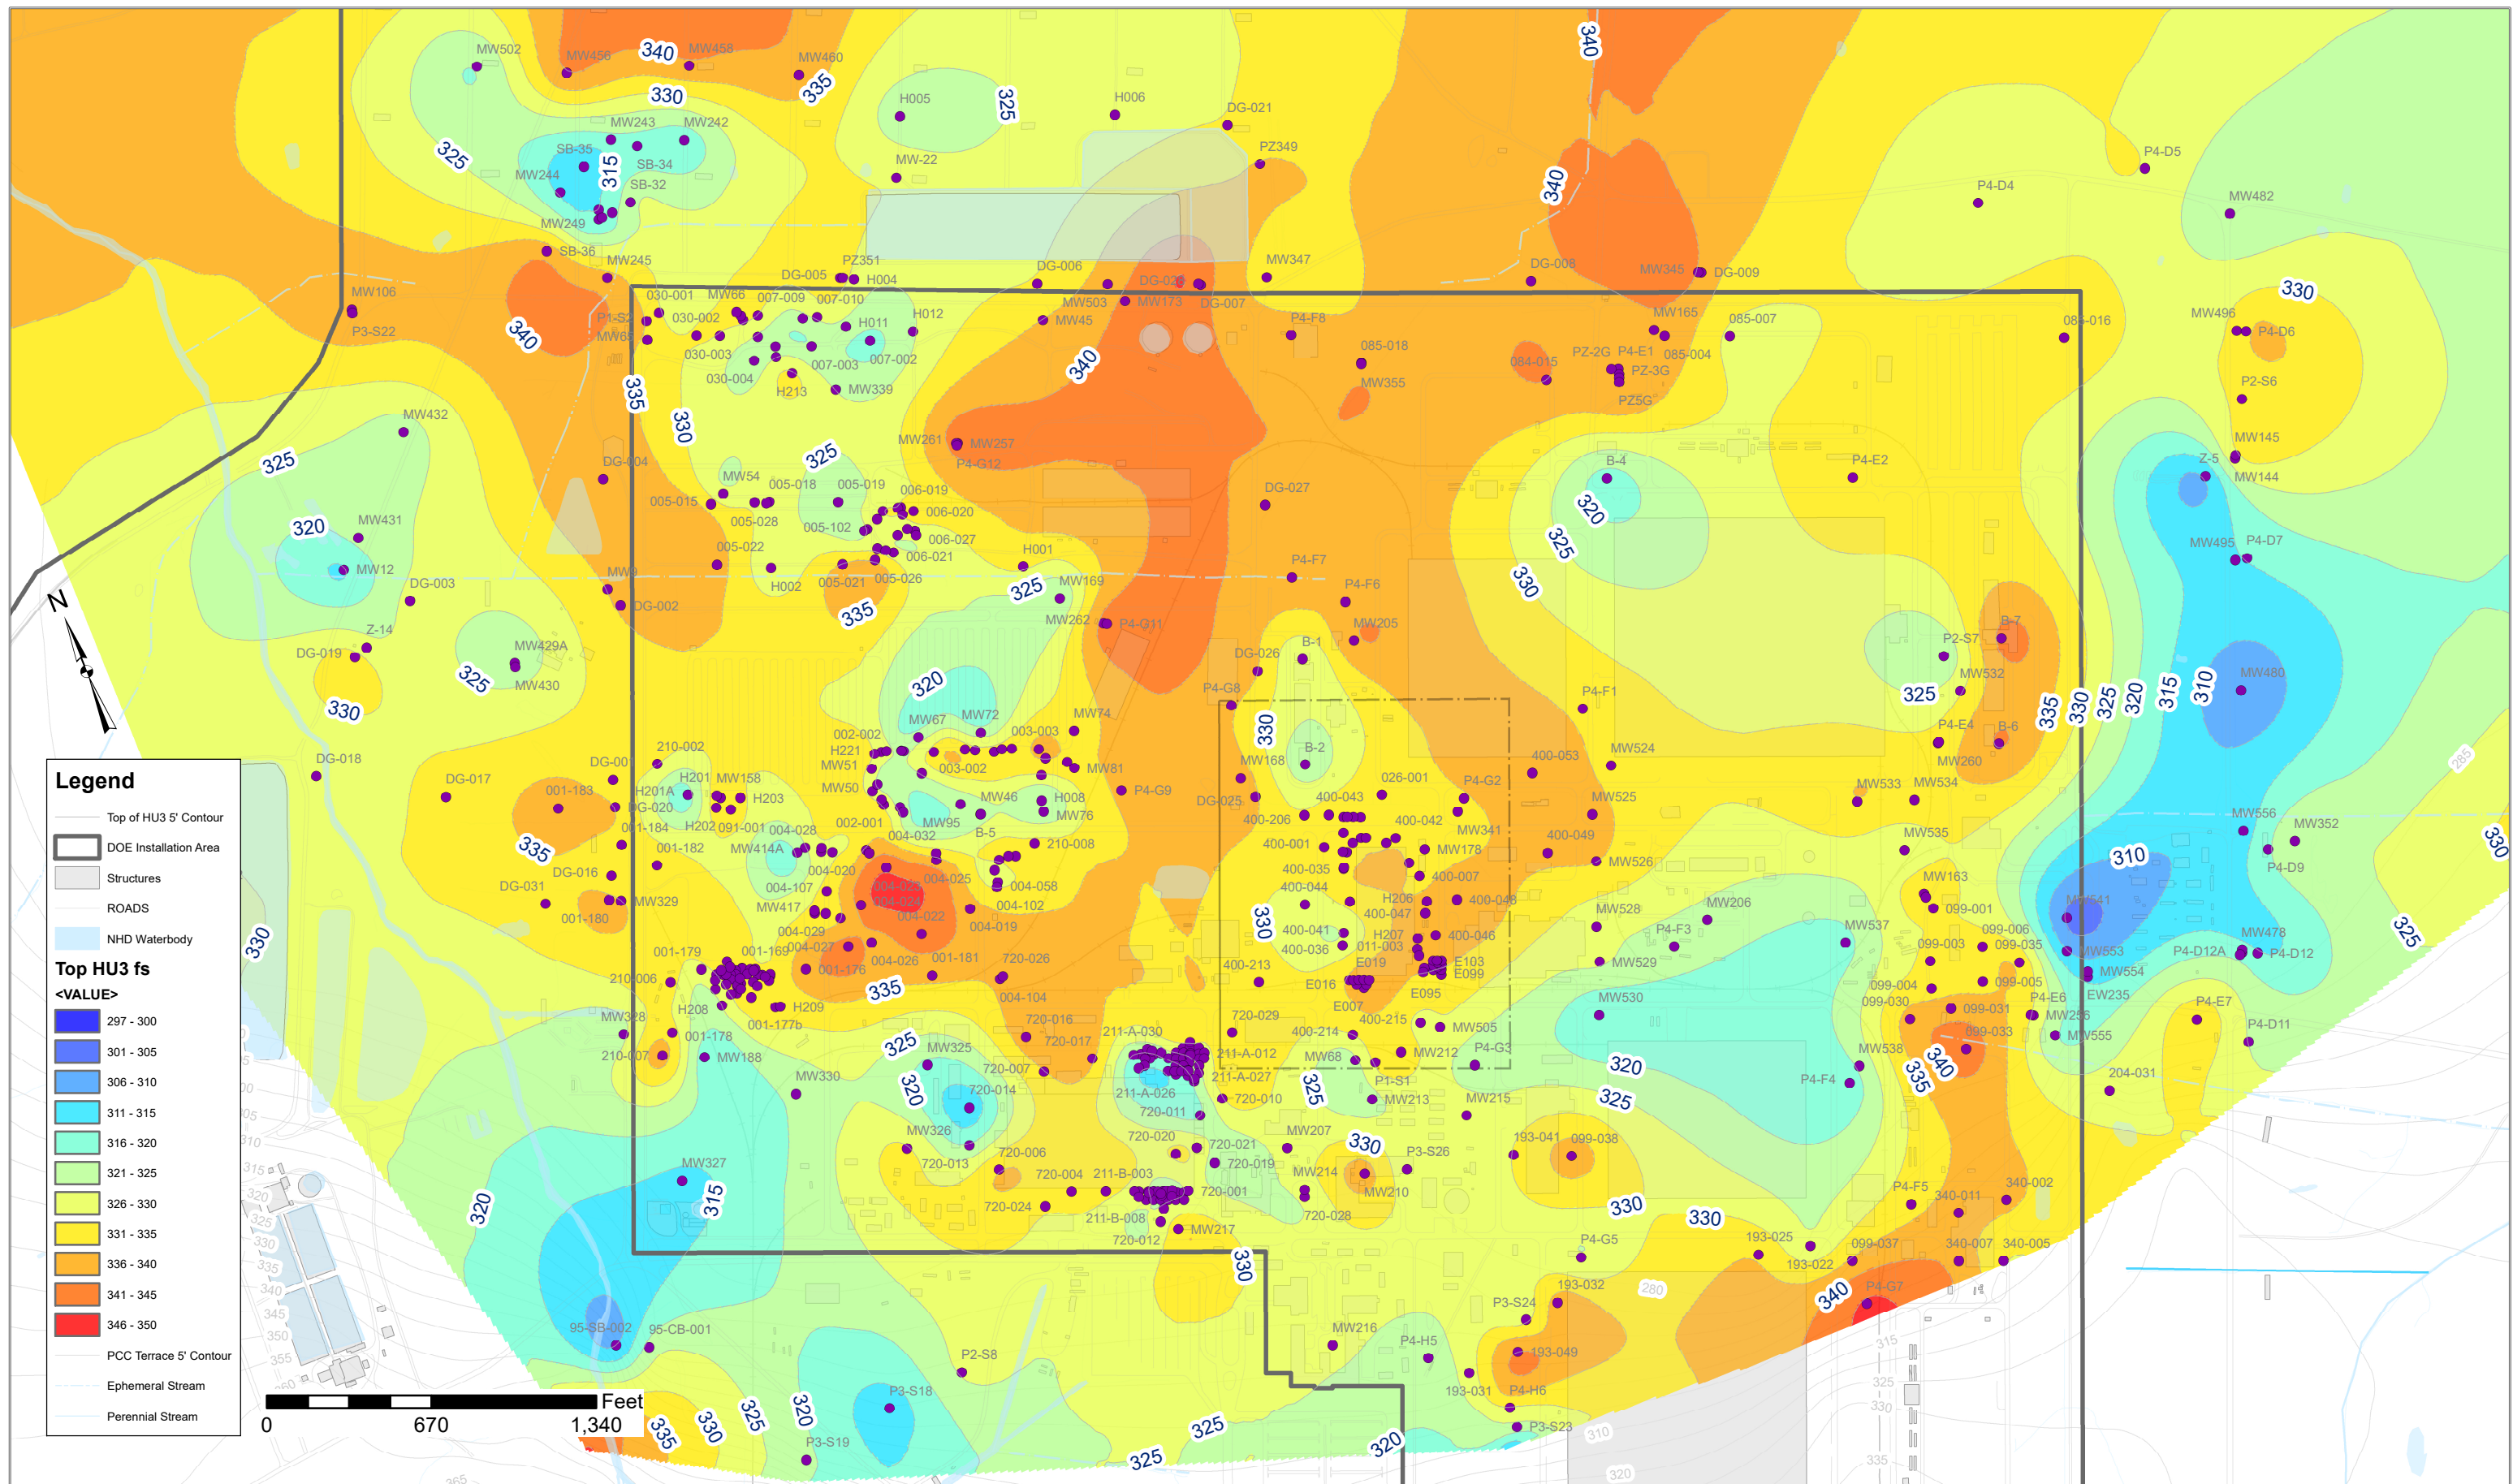 MW502
MW456
340
MW458
MW460
335
330
H005
325
H006
DG-021
340
MW243
MW242
325
SB-35
315
SB-34
MW244
SB-32
MW-22
PZ349
340
P4-D5
P4-D4
MW482
MW249
SB-36
MW245
DG-005
PZ351
H004
DG-006
MW347
DG-008
MW345
DG-009
330
MW106
P3-S22
340
030-001
MW66
007-009
007-010
MW503
MW173
DG-007
P1-S2
030-002
H011
H012
MW45
P4-F8
MW165
085-007
085-016
MW496
P4-D6
030-003
007-003
007-002
340
085-018
084-015
PZ-2G
P4-E1
085-004
PZ-3G
030-004
H213
MW339
335
MW355
PZ5G
P2-S6
MW432
330
325
325
MW261
MW257
P4-G12
MW145
Z-5
MW144
DG-004
MW54
005-018
005-019
006-019
B-4
P4-E2
005-015
006-020
DG-027
320
MW431
320
005-028
005-102
006-027
325
MW495
P4-D7
MW12
005-022
006-021
H001
P4-F7
330
DG-003
MW9
H002
005-021
005-026
325
MW169
P4-F6
N
DG-002
335
MW262
P4-G11
MW205
B-7
Z-14
DG-019
MW429A
MW430
325
320
DG-026
B-1
P2-S7
MW532
MW480
330
P4-G8
P4-F1
325
335
330
325
320
315
310
002-002
MW67
MW72
003-003
MW74
330
P4-E4
B-6
210-002
H221
MW51
003-002
MW81
B-2
400-053
MW524
MW260
285
Legend
Top of HU3 5' Contour
DOE Installation Area
Structures
ROADS
NHD Waterbody
Top HU3 fs
<VALUE>
297 - 300
301 - 305
306 - 310
311 - 315
316 - 320
321 - 325
326 - 330
331 - 335
336 - 340
341 - 345
346 - 350
PCC Terrace 5' Contour
Ephemeral Stream
Perennial Stream
DG-018
DG-017
DG-001
H201
H201A
MW158
H203
MW50
MW46
H008
P4-G9
MW168
026-001
P4-G2
MW533
MW534
001-183
DG-020
H202
091-001
002-001
MW95
B-5
MW76
DG-025
400-043
MW525
MW556
001-184
004-028
004-032
400-206
400-042
MW341
MW352
335
001-182
MW414A
210-008
400-001
MW178
400-049
MW535
310
P4-D9
330
DG-016
004-020
004-025
400-035
MW526
DG-031
004-107
004-058
400-044
400-007
MW163
MW329
004-024
004-102
H206
400-048
001-180
MW417
004-022
400-047
MW206
099-001
MW541
330
004-029
004-019
330
400-041
MW528
P4-F3
MW537
099-006
325
001-179
001-169
004-027
400-036
011-003
H207
400-046
099-003
099-035
MW478
210-006
001-176
004-026
001-181
720-026
400-213
E019
E103
E099
MW529
MW553
P4-D12A
P4-D12
335
E016
E095
099-004
099-005
MW554
H208
H209
004-104
E007
MW530
099-030
P4-E6
EW235
P4-E7
MW328
001-177b
720-016
720-029
400-215
099-031
MW256
001-178
325
211-A-030
400-214
MW505
099-033
MW555
P4-D11
210-007
MW188
MW325
720-017
211-A-012
MW68
MW212
P4-G3
320
MW538
340
MW330
320
720-007
720-014
211-A-027
P1-S1
335
P4-F4
204-031
211-A-026
720-010
325
MW213
MW215
325
720-011
MW326
720-020
720-021
MW207
330
193-041
099-038
720-013
720-006
720-019
P3-S26
MW327
720-004
211-B-003
MW214
MW210
315
720-001
P4-F5
340-011
340-002
320
720-024
211-B-008
720-028
330
330
720-012
MW217
193-025
P4-G5
193-022
099-037
340-007
340-005
330
280
P3-S24
193-032
340
P4-G7
95-SB-002
95-CB-001
MW216
P4-H5
193-049
315
P2-S8
193-031
P4-H6
325
P3-S18
330
Feet
0
670
1,340
335
330
325
320
325
320
P3-S23
310
P3-S19
325
320
335
365